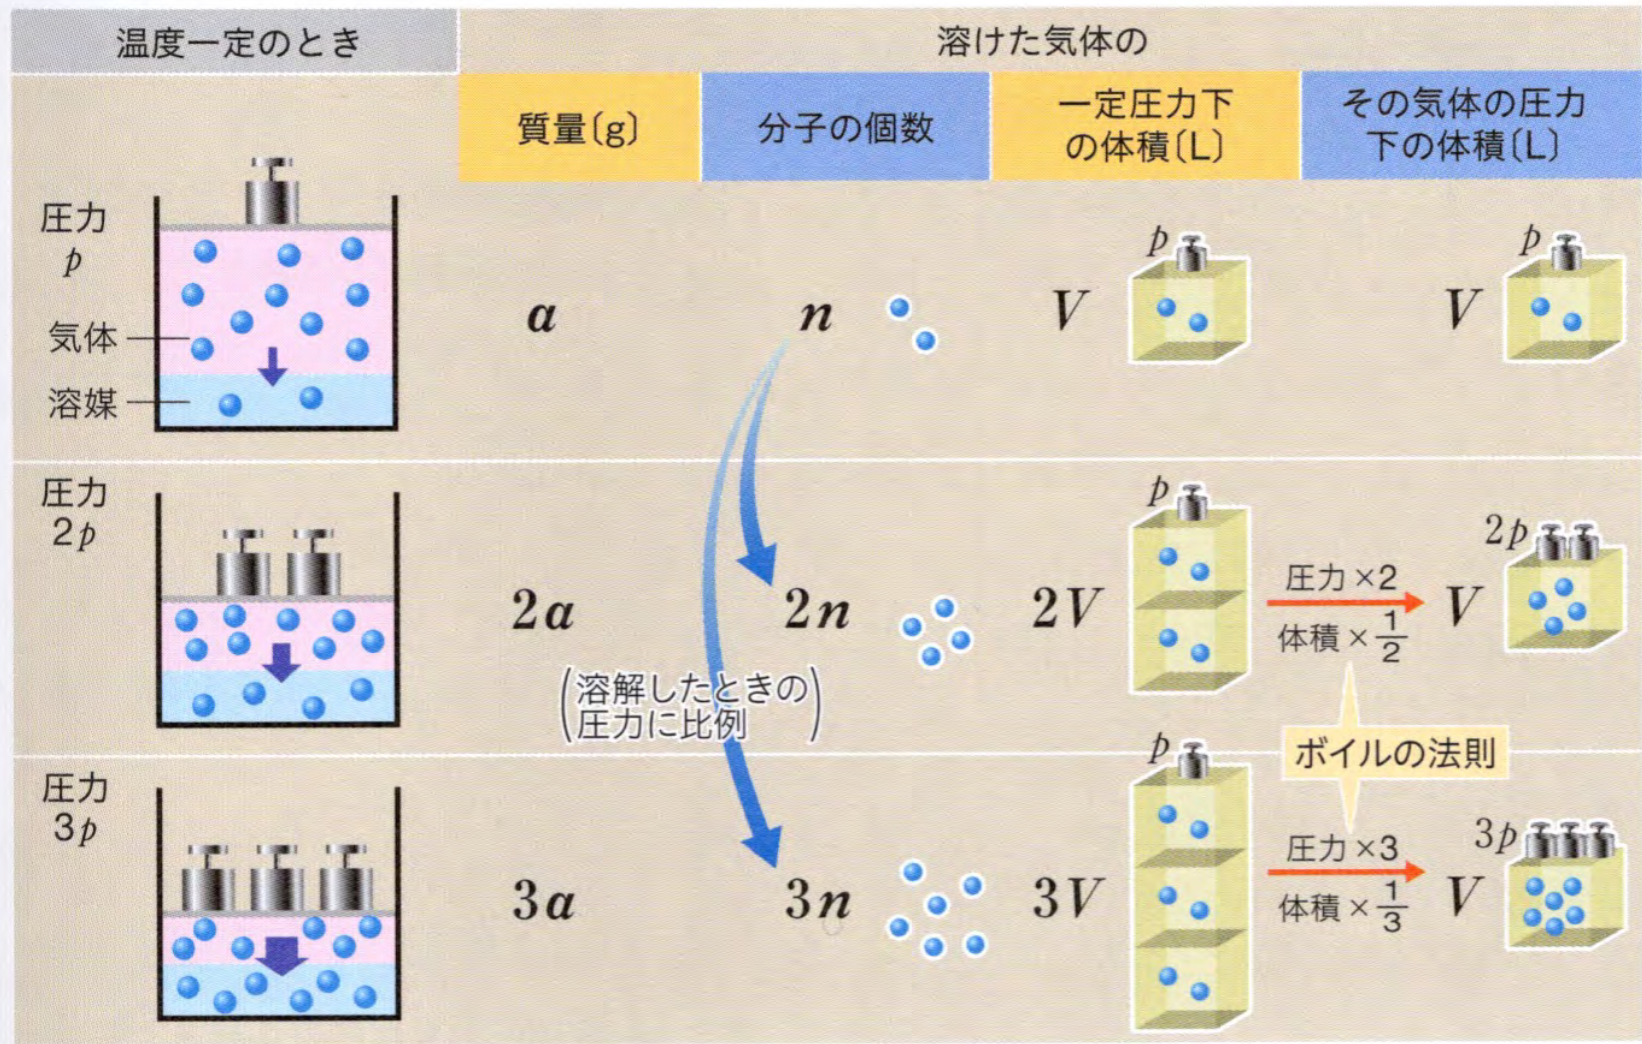 温度一定のとき
溶けた気体の
質量〔g〕
分子の個数
一定圧力下
の体積〔L〕
その気体の圧力
下の体積〔L〕
圧力
p
気体
溶媒
a
n
V
p
V
p
圧力
2p
2a
2n
2V
p
圧力×2
体積×1/2
V
2p
(溶解したときの
圧力に比例)
ボイルの法則
圧力
3p
3a
3n
3V
p
圧力×3
体積×1/3
V
3p